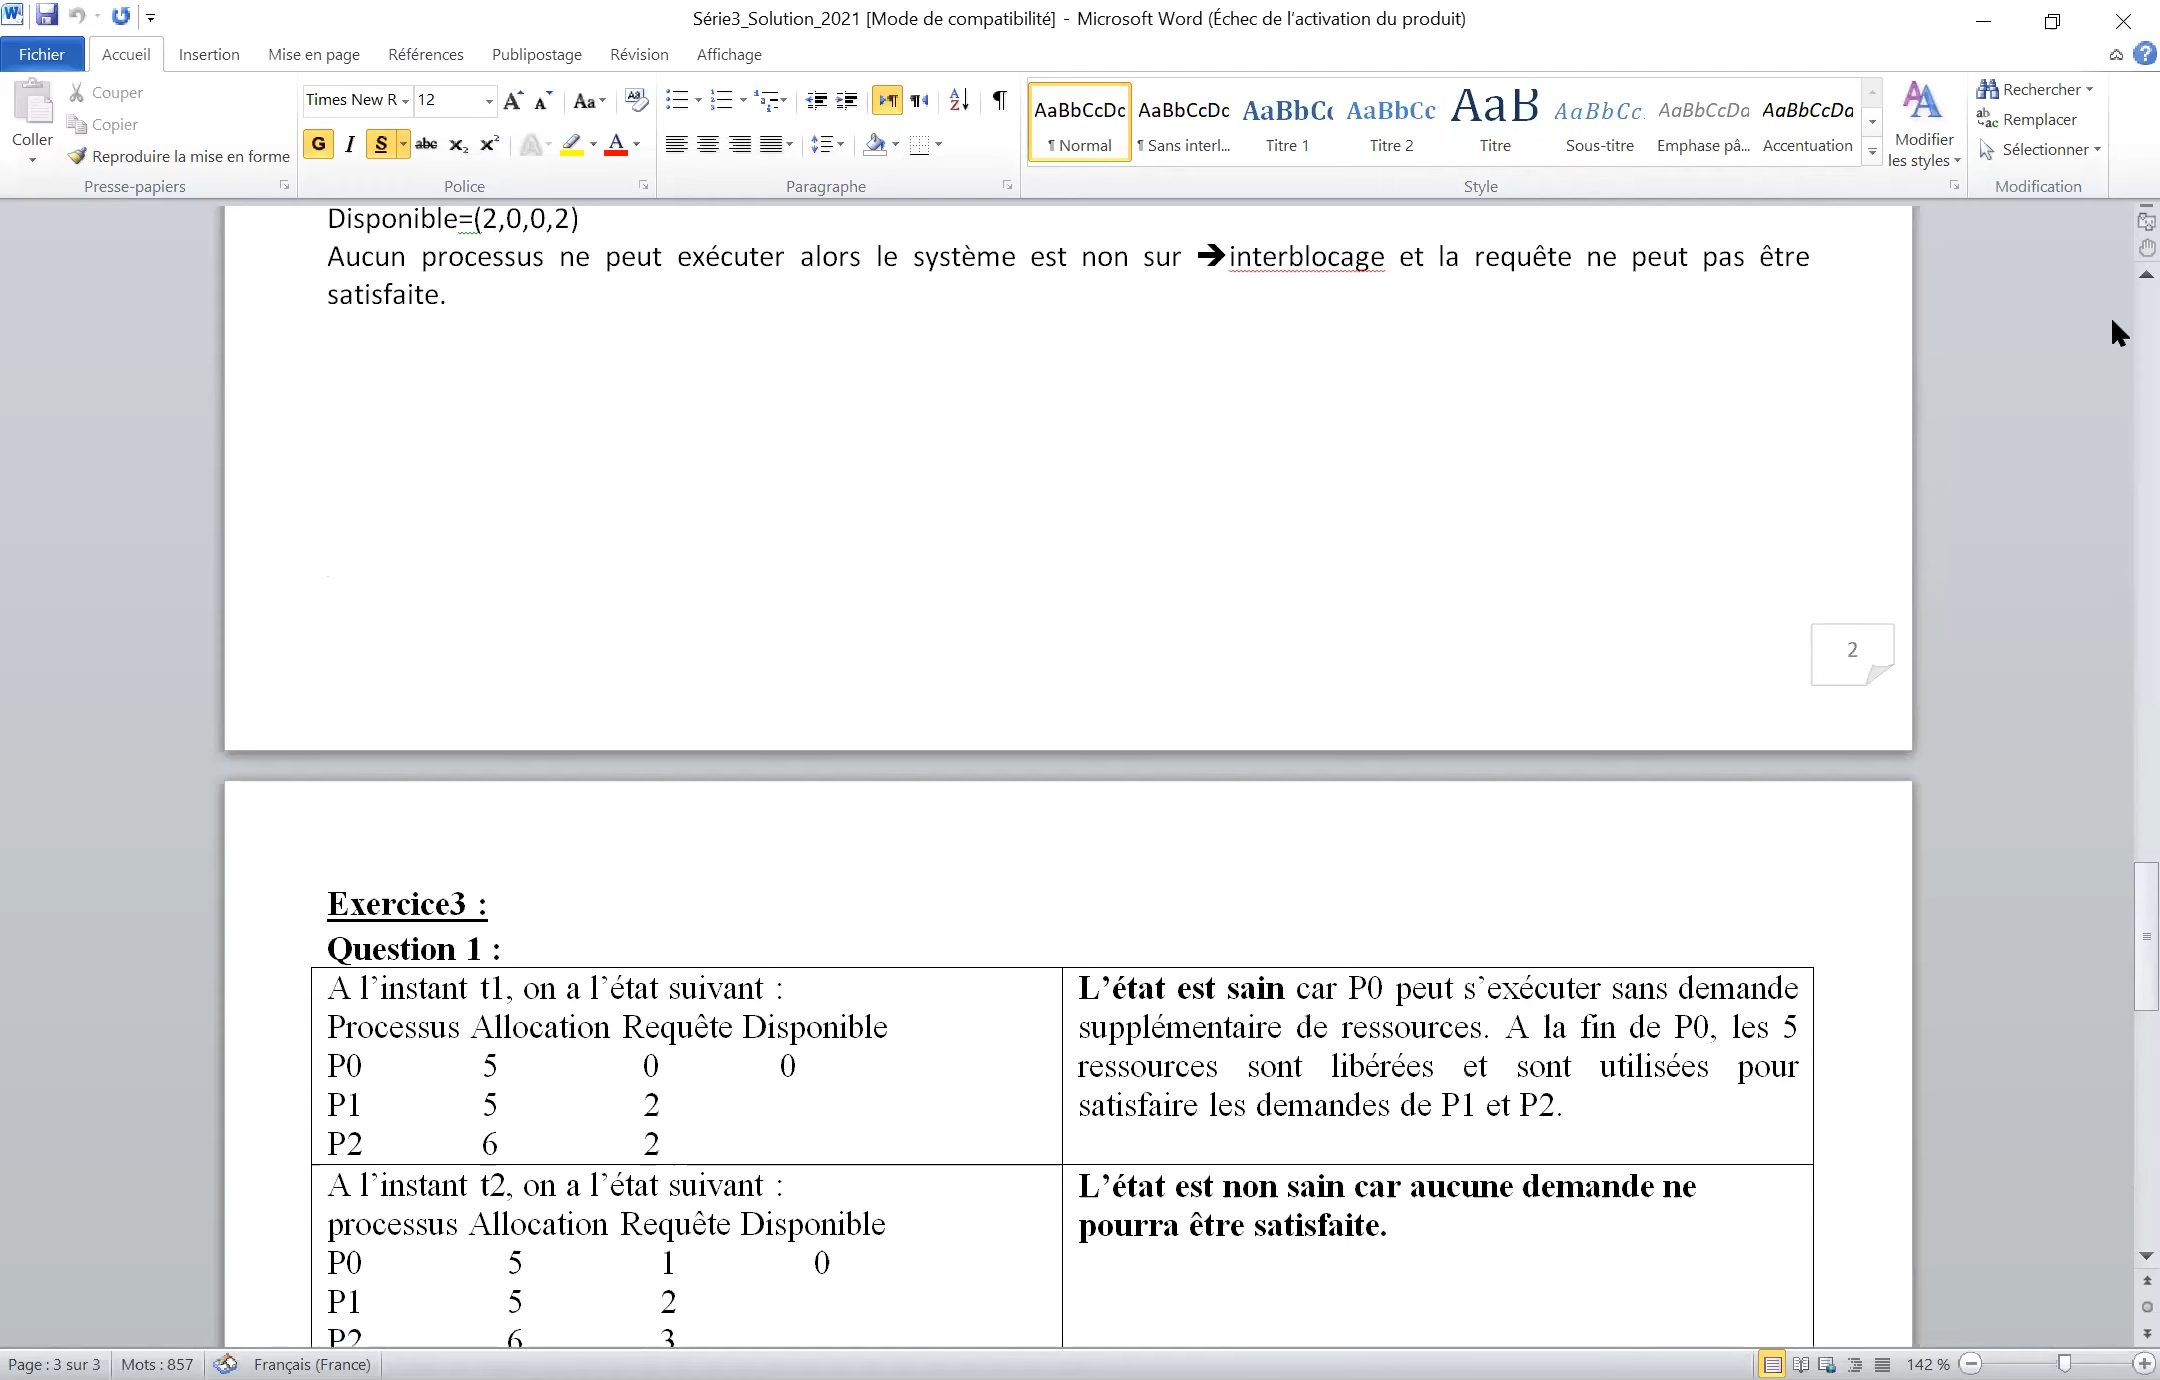 Série3_Solution_2021 [Mode de compatibilité] - Microsoft Word (Échec de l'activation du produit)
Fichier Accueil Insertion Mise en page Références Publipostage Révision Affichage
Coller
Couper
Copier
Reproduire la mise en forme
Presse-papiers
Times New R 12
G I S abc x₂ x²
Police
Paragraphe
AaBbCcDc AaBbCcDc AaBbC AaBbCc AaB AaBbCc. AaBbCcDc AaBbCcDa
¶ Normal ¶ Sans interl... Titre 1 Titre 2 Titre Sous-titre Emphase pâ... Accentuation
Modifier
les styles
Style
Rechercher
Remplacer
Sélectionner
Modification
Disponible=(2,0,0,2)
Aucun processus ne peut exécuter alors le système est non sur ➔interblocage et la requête ne peut pas être
satisfaite.
2
Exercice3 :
Question 1 :
A l'instant t1, on a l'état suivant :
Processus Allocation Requête Disponible
P0 5 0 0
P1 5 2
P2 6 2
L'état est sain car P0 peut s'exécuter sans demande
supplémentaire de ressources. A la fin de P0, les 5
ressources sont libérées et sont utilisées pour
satisfaire les demandes de P1 et P2.
A l'instant t2, on a l'état suivant :
processus Allocation Requête Disponible
P0 5 1 0
P1 5 2
P2 6 3
L'état est non sain car aucune demande ne
pourra être satisfaite.
Page : 3 sur 3 Mots : 857 Français (France) 142 %